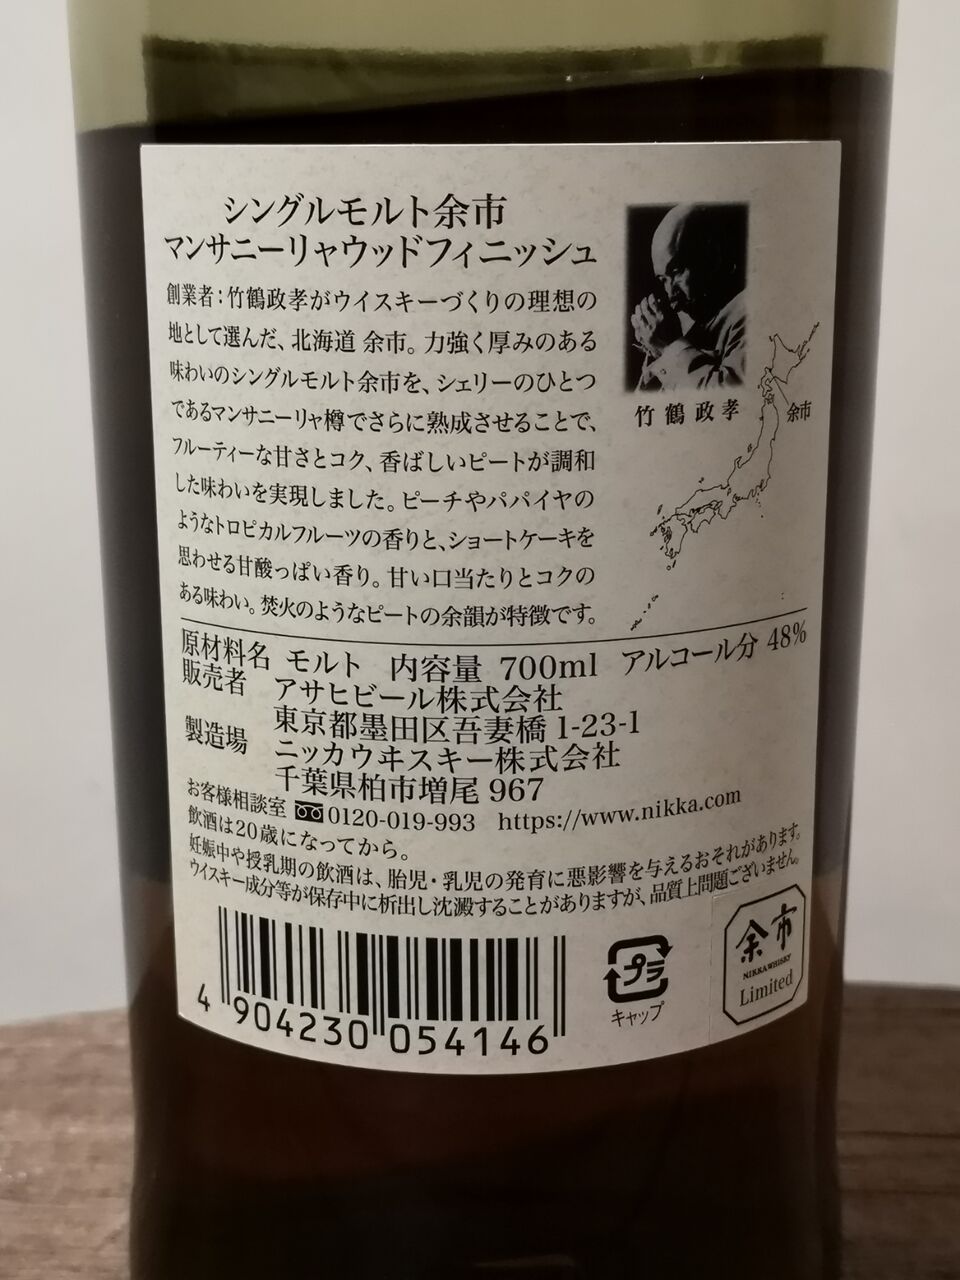 シングルモルト余市
マンサニーリャウッドフィニッシュ
創業者:竹鶴政孝がウイスキーづくりの理想の
地として選んだ、北海道 余市。力強く厚みのある
味わいのシングルモルト余市を、シェリーのひとつ
であるマンサニーリャ樽でさらに熟成させることで、
フルーティーな甘さとコク、香ばしいピートが調和
した味わいを実現しました。ピーチやパパイヤの
ようなトロピカルフルーツの香りと、ショートケーキを
思わせる甘酸っぱい香り。甘い口当たりとコクの
ある味わい。焚火のようなピートの余韻が特徴です。
竹鶴政孝
余市
原材料名 モルト 内容量 700ml アルコール分 48%
販売者 アサヒビール株式会社
東京都墨田区吾妻橋 1-23-1
製造場 ニッカウヰスキー株式会社
千葉県柏市増尾 967
お客様相談室 0120-019-993 https://www.nikka.com
飲酒は20歳になってから。
妊娠中や授乳期の飲酒は、胎児・乳児の発育に悪影響を与えるおそれがあります。
ウイスキー成分等が保存中に析出し沈澱することがありますが、品質上問題ございません。
4 904230 054146
プラ
キャップ
余市
NIKKA WHISKY
Limited